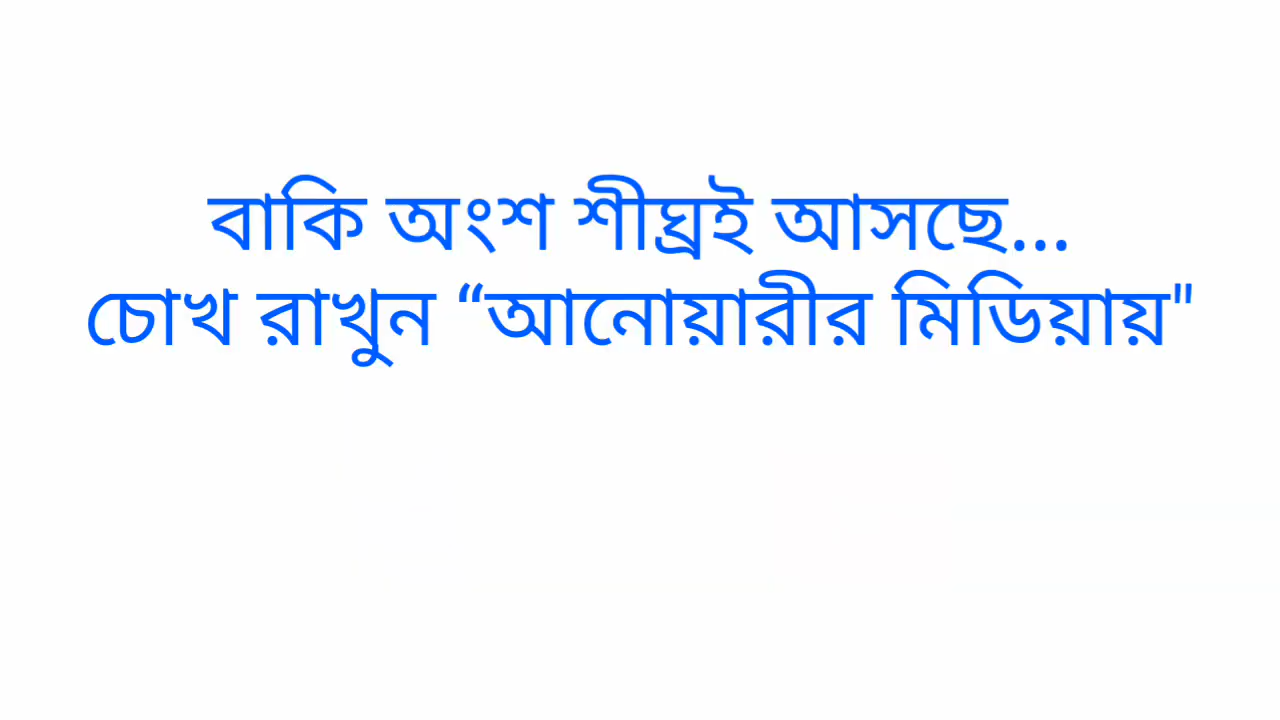 বাকি অংশ শীঘ্রই আসছে...
চোখ রাখুন “আনোয়ারীর মিডিয়ায়"